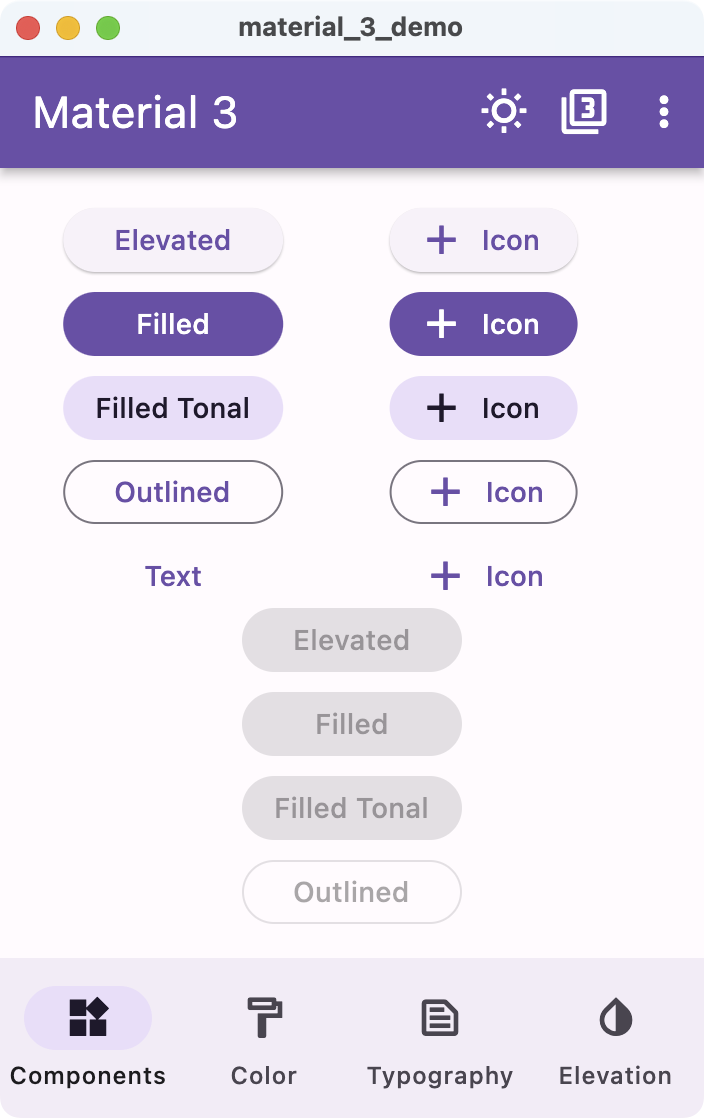 material_3_demo
Material 3
3
Elevated
Icon
Filled
Icon
Filled Tonal
Icon
Outlined
Icon
Text
Icon
Elevated
Filled
Filled Tonal
Outlined
Components
Color
Typography
Elevation